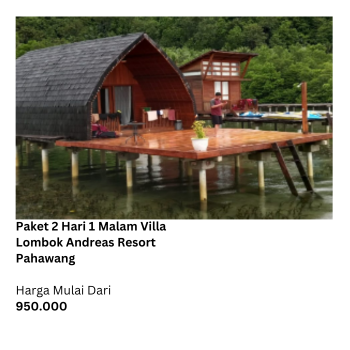 Paket 2 Hari 1 Malam Villa
Lombok Andreas Resort
Pahawang
Harga Mulai Dari
950.000